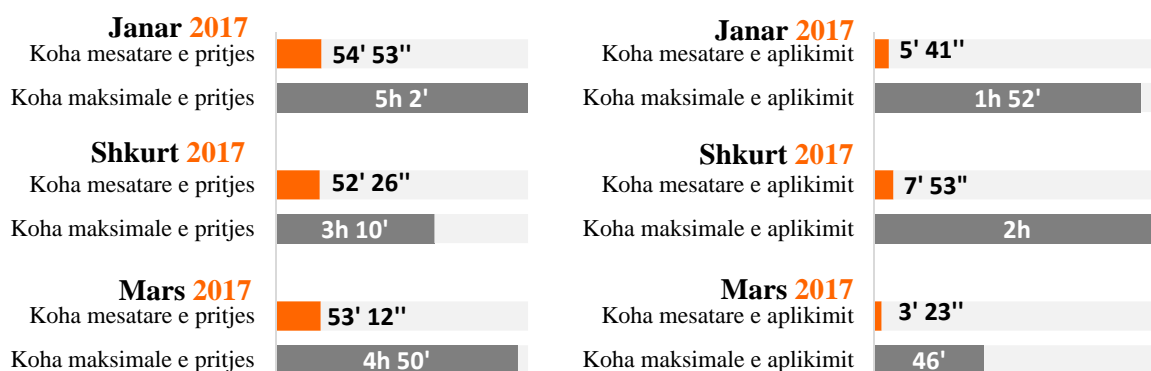 Janar 2017
Koha mesatare e pritjes 54' 53''
Koha maksimale e pritjes 5h 2'
Shkurt 2017
Koha mesatare e pritjes 52' 26''
Koha maksimale e pritjes 3h 10'
Mars 2017
Koha mesatare e pritjes 53' 12''
Koha maksimale e pritjes 4h 50'
Janar 2017
Koha mesatare e aplikimit 5' 41''
Koha maksimale e aplikimit 1h 52'
Shkurt 2017
Koha mesatare e aplikimit 7' 53"
Koha maksimale e aplikimit 2h
Mars 2017
Koha mesatare e aplikimit 3' 23''
Koha maksimale e aplikimit 46'